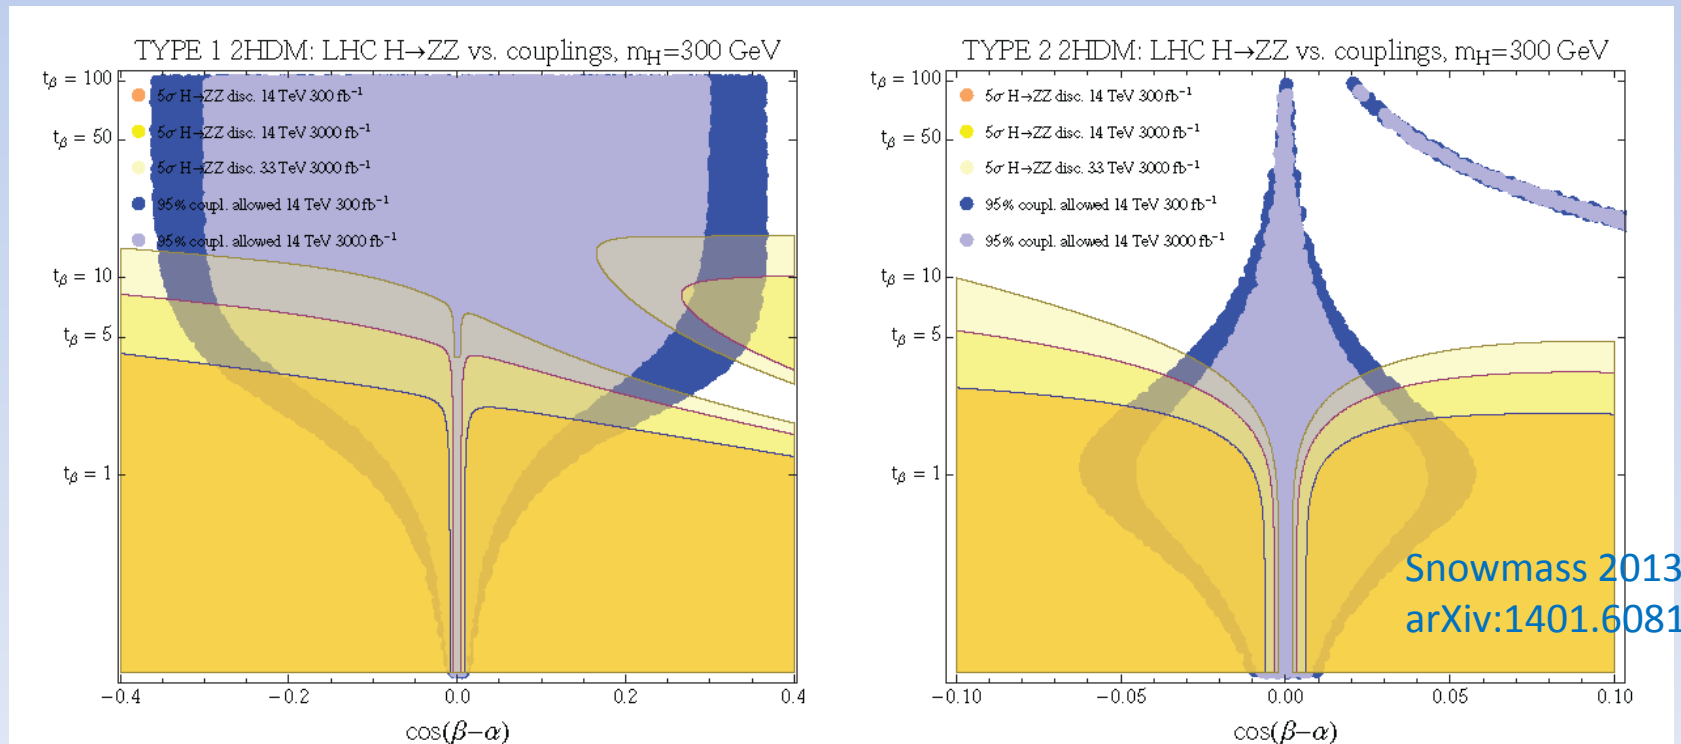 TYPE 1 2HDM: LHC H→ZZ vs. couplings, mH=300 GeV
tβ = 100
tβ = 50
tβ = 10
tβ = 5
tβ = 1
5σ H→ZZ disc. 14 TeV 300 fb⁻¹
5σ H→ZZ disc. 14 TeV 3000 fb⁻¹
5σ H→ZZ disc. 33 TeV 3000 fb⁻¹
95% coupl. allowed 14 TeV 300 fb⁻¹
95% coupl. allowed 14 TeV 3000 fb⁻¹
−0.4 −0.2 0.0 0.2 0.4
cos(β−α)
TYPE 2 2HDM: LHC H→ZZ vs. couplings, mH=300 GeV
tβ = 100
tβ = 50
tβ = 10
tβ = 5
tβ = 1
5σ H→ZZ disc. 14 TeV 300 fb⁻¹
5σ H→ZZ disc. 14 TeV 3000 fb⁻¹
5σ H→ZZ disc. 33 TeV 3000 fb⁻¹
95% coupl. allowed 14 TeV 300 fb⁻¹
95% coupl. allowed 14 TeV 3000 fb⁻¹
−0.10 −0.05 0.00 0.05 0.10
cos(β−α)
Snowmass 2013
arXiv:1401.6081